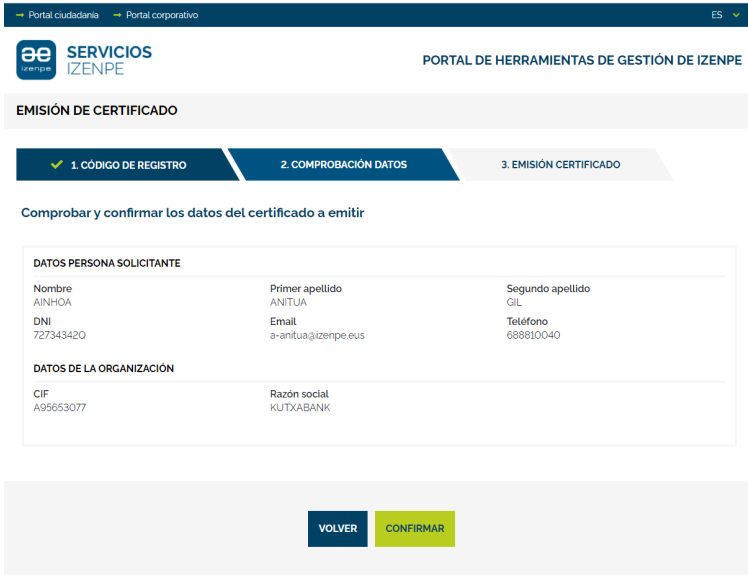 → Portal ciudadanía → Portal corporativo ES
ae izenpe SERVICIOS IZENPE
PORTAL DE HERRAMIENTAS DE GESTIÓN DE IZENPE
EMISIÓN DE CERTIFICADO
1. CÓDIGO DE REGISTRO 2. COMPROBACIÓN DATOS 3. EMISIÓN CERTIFICADO
Comprobar y confirmar los datos del certificado a emitir
DATOS PERSONA SOLICITANTE
Nombre Primer apellido Segundo apellido
AINHOA ANITUA GIL
DNI Email Teléfono
72734342Q a-anitua@izenpe.eus 688810040
DATOS DE LA ORGANIZACIÓN
CIF Razón social
A95653077 KUTXABANK
VOLVER CONFIRMAR